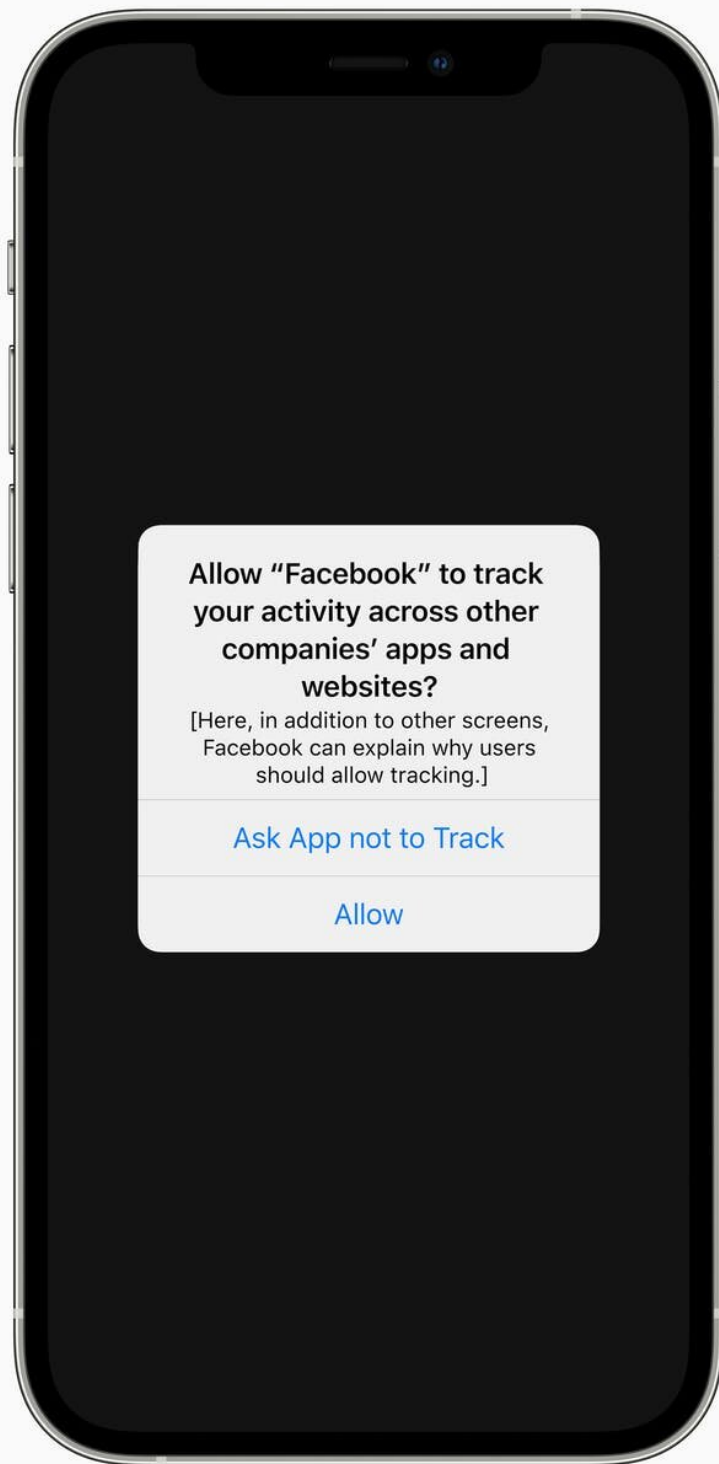 Allow “Facebook” to track
your activity across other
companies’ apps and
websites?
[Here, in addition to other screens,
Facebook can explain why users
should allow tracking.]
Ask App not to Track
Allow